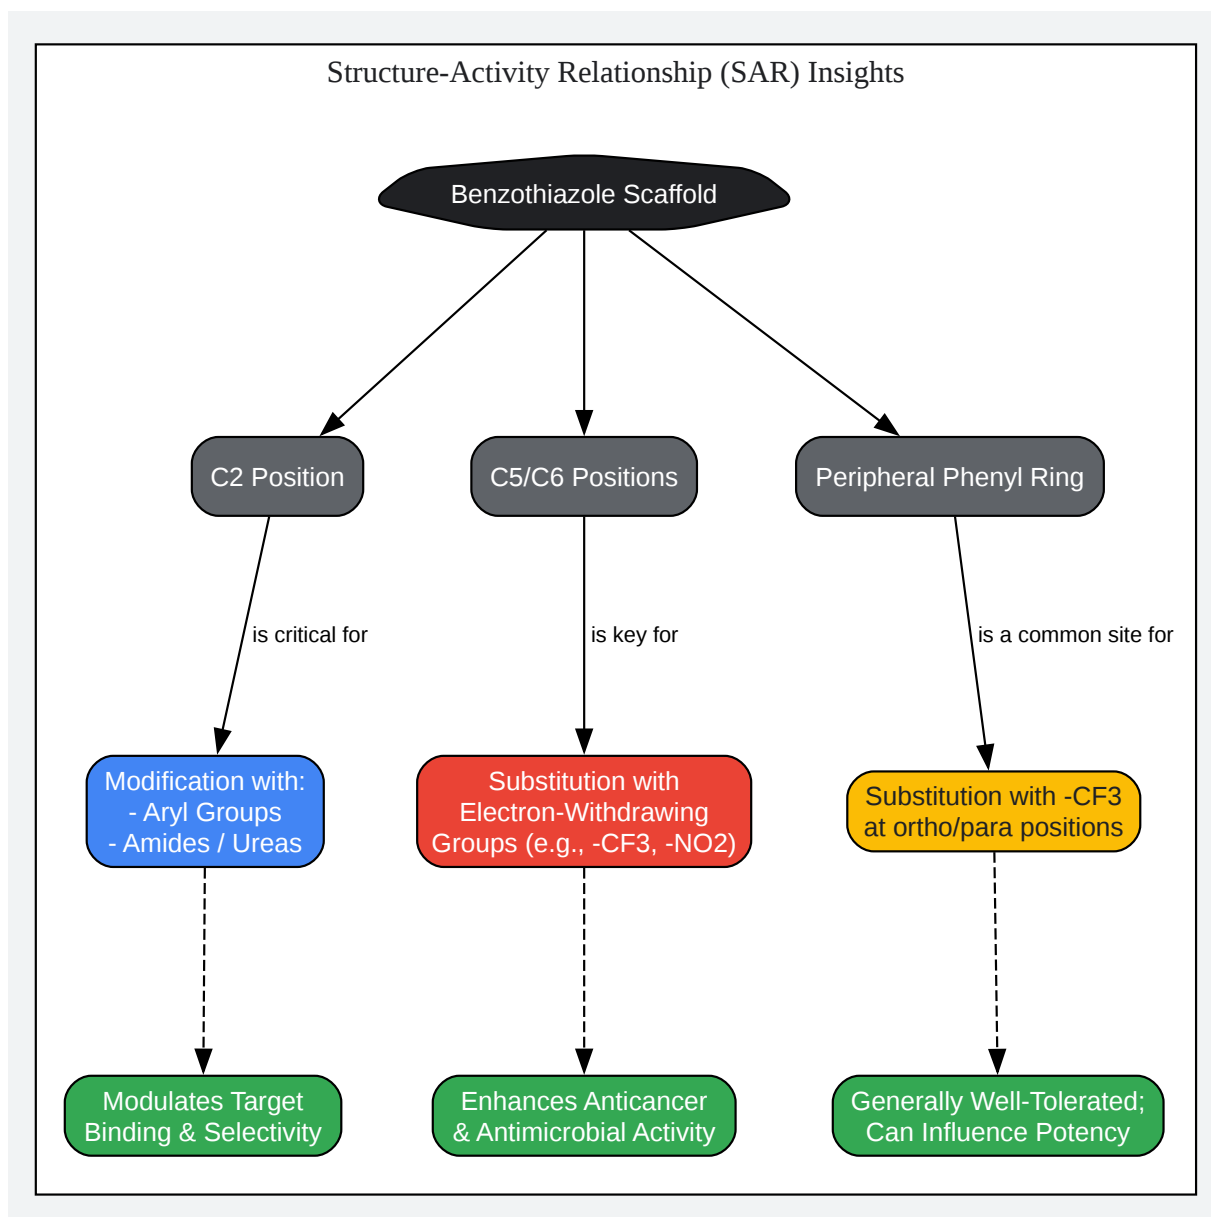 Structure-Activity Relationship (SAR) Insights
Benzothiazole Scaffold
C2 Position
C5/C6 Positions
Peripheral Phenyl Ring
is critical for
is key for
is a common site for
Modification with:
- Aryl Groups
- Amides / Ureas
Substitution with
Electron-Withdrawing
Groups (e.g., -CF3, -NO2)
Substitution with -CF3
at ortho/para positions
Modulates Target
Binding & Selectivity
Enhances Anticancer
& Antimicrobial Activity
Generally Well-Tolerated;
Can Influence Potency